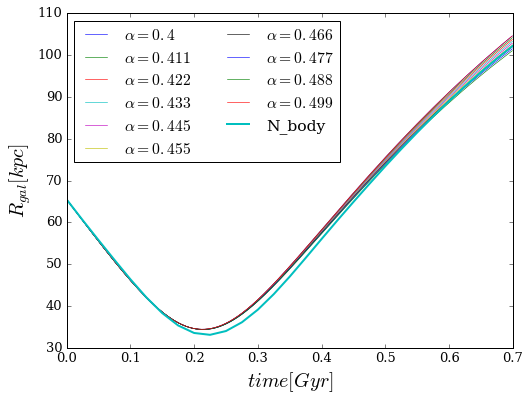 110
100
90
80
70
60
50
40
30
R_{gal}[kpc]
α = 0.4
α = 0.411
α = 0.422
α = 0.433
α = 0.445
α = 0.455
α = 0.466
α = 0.477
α = 0.488
α = 0.499
N_body
0.0 0.1 0.2 0.3 0.4 0.5 0.6 0.7
time[Gyr]